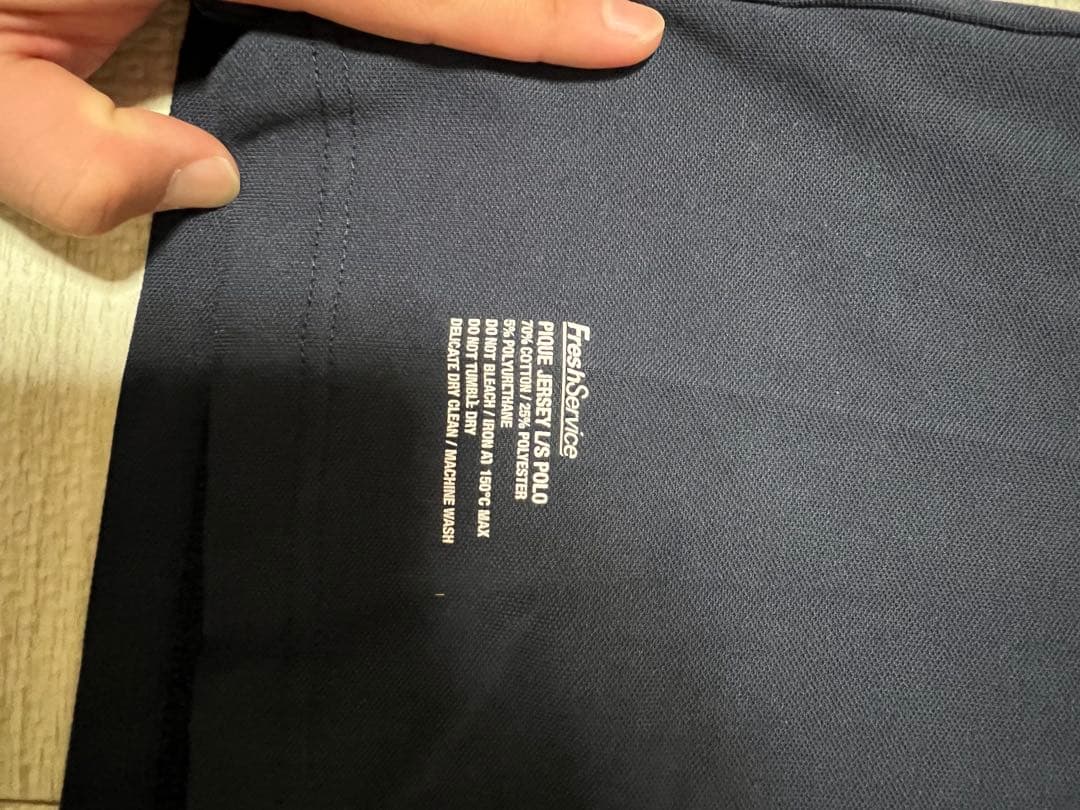 FreshService
PIQUE JERSEY L/S POLO
70% COTTON / 25% POLYESTER
5% POLYURETHANE
DO NOT BLEACH / IRON AT 150°C MAX
DO NOT TUMBLE DRY
DELICATE DRY CLEAN / MACHINE WASH